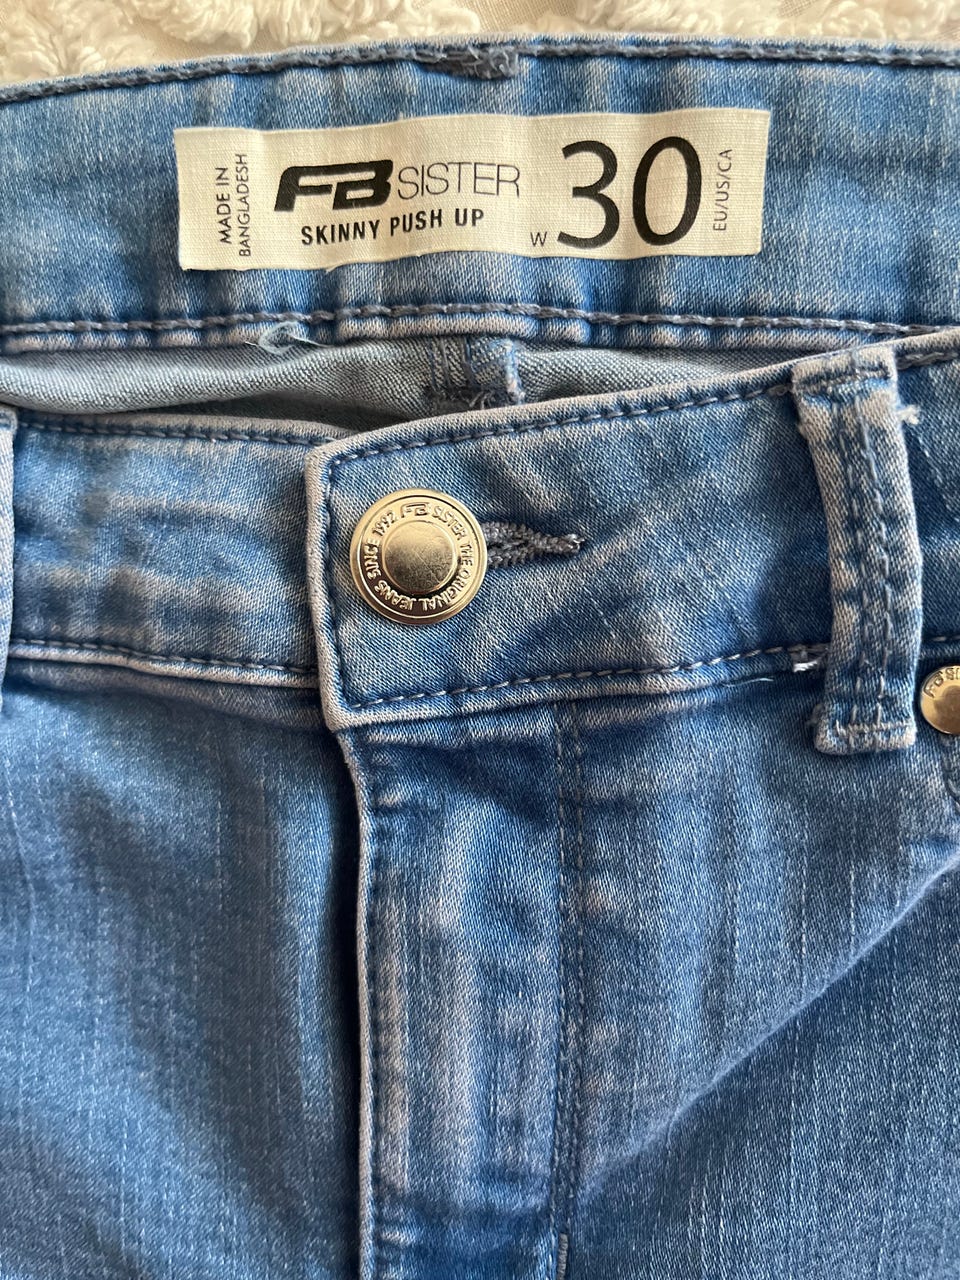 MADE IN
BANGLADESH
FB SISTER
SKINNY PUSH UP
W 30
EU/US/CA
FB SISTER THE ORIGINAL JEANS SINCE 1992